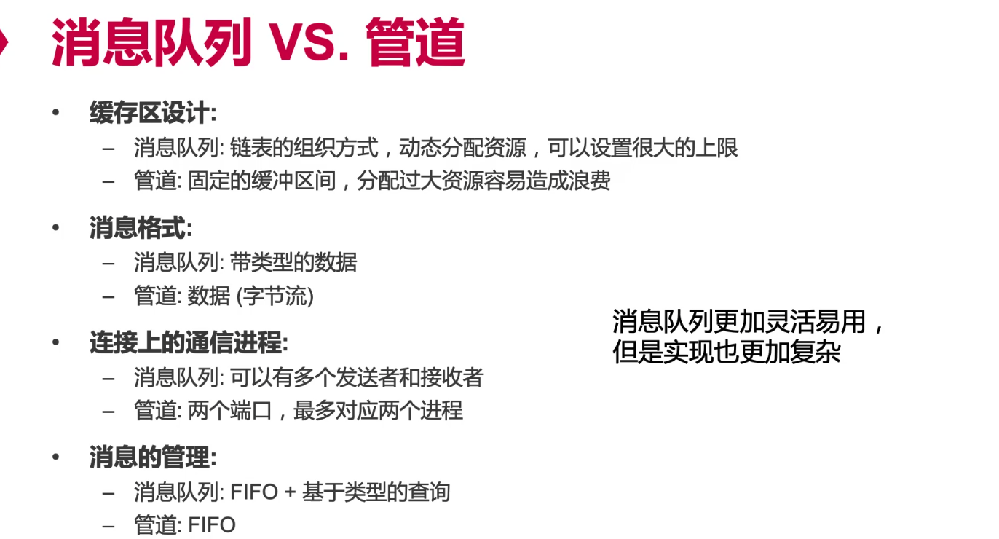 消息队列 VS. 管道
• 缓存区设计:
– 消息队列: 链表的组织方式，动态分配资源，可以设置很大的上限
– 管道: 固定的缓冲区间，分配过大资源容易造成浪费
• 消息格式:
– 消息队列: 带类型的数据
– 管道: 数据 (字节流)
• 连接上的通信进程:
– 消息队列: 可以有多个发送者和接收者
– 管道: 两个端口，最多对应两个进程
• 消息的管理:
– 消息队列: FIFO + 基于类型的查询
– 管道: FIFO
消息队列更加灵活易用，
但是实现也更加复杂